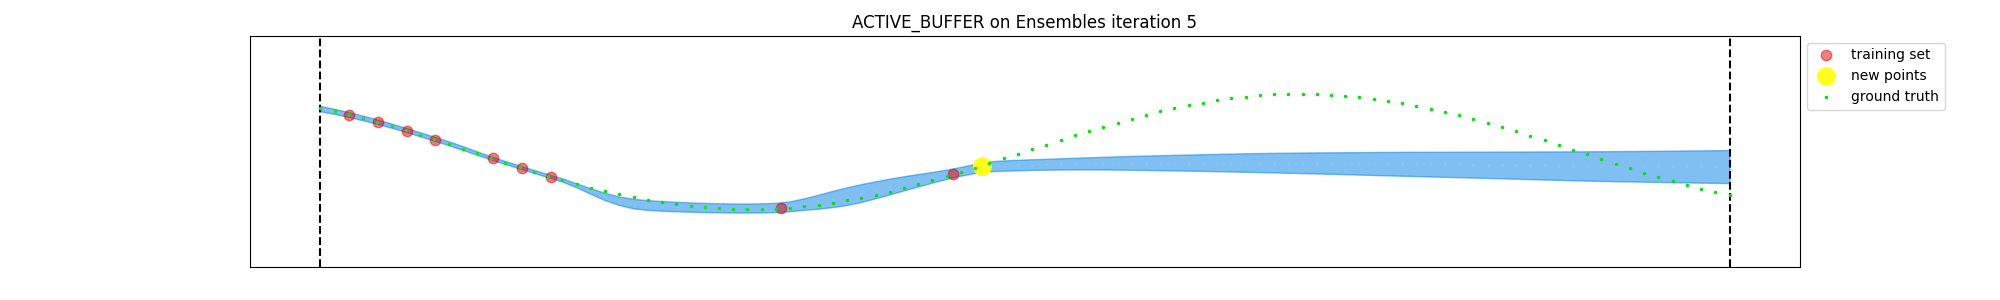 ACTIVE_BUFFER on Ensembles iteration 5
training set
new points
ground truth